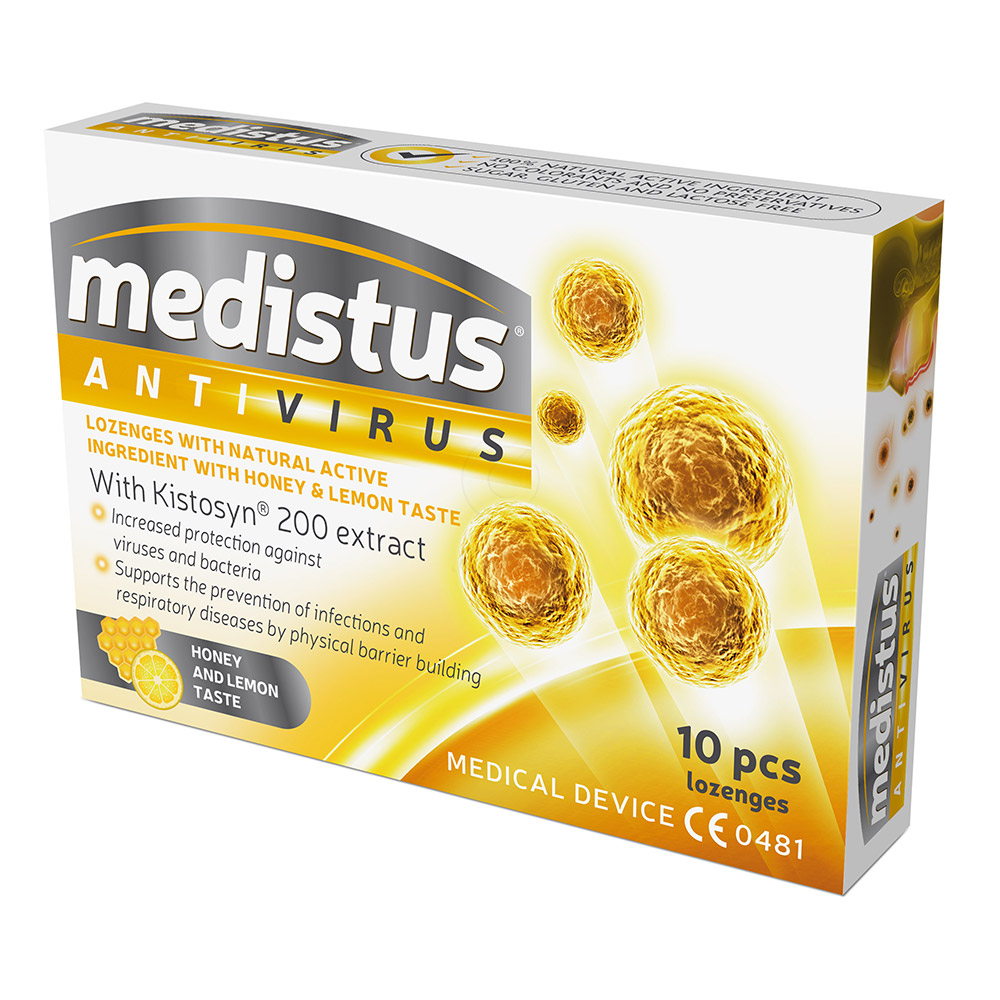 medistus
ANTIVIRUS
100% NATURAL ACTIVE INGREDIENT
NO COLORANTS AND NO PRESERVATIVES
SUGAR, GLUTEN AND LACTOSE FREE
medistus®
ANTIVIRUS
LOZENGES WITH NATURAL ACTIVE
INGREDIENT WITH HONEY & LEMON TASTE
With Kistosyn® 200 extract
Increased protection against
viruses and bacteria
Supports the prevention of infections and
respiratory diseases by physical barrier building
HONEY
AND LEMON
TASTE
10 pcs
lozenges
MEDICAL DEVICE CE 0481
medistus
ANTIVIRUS